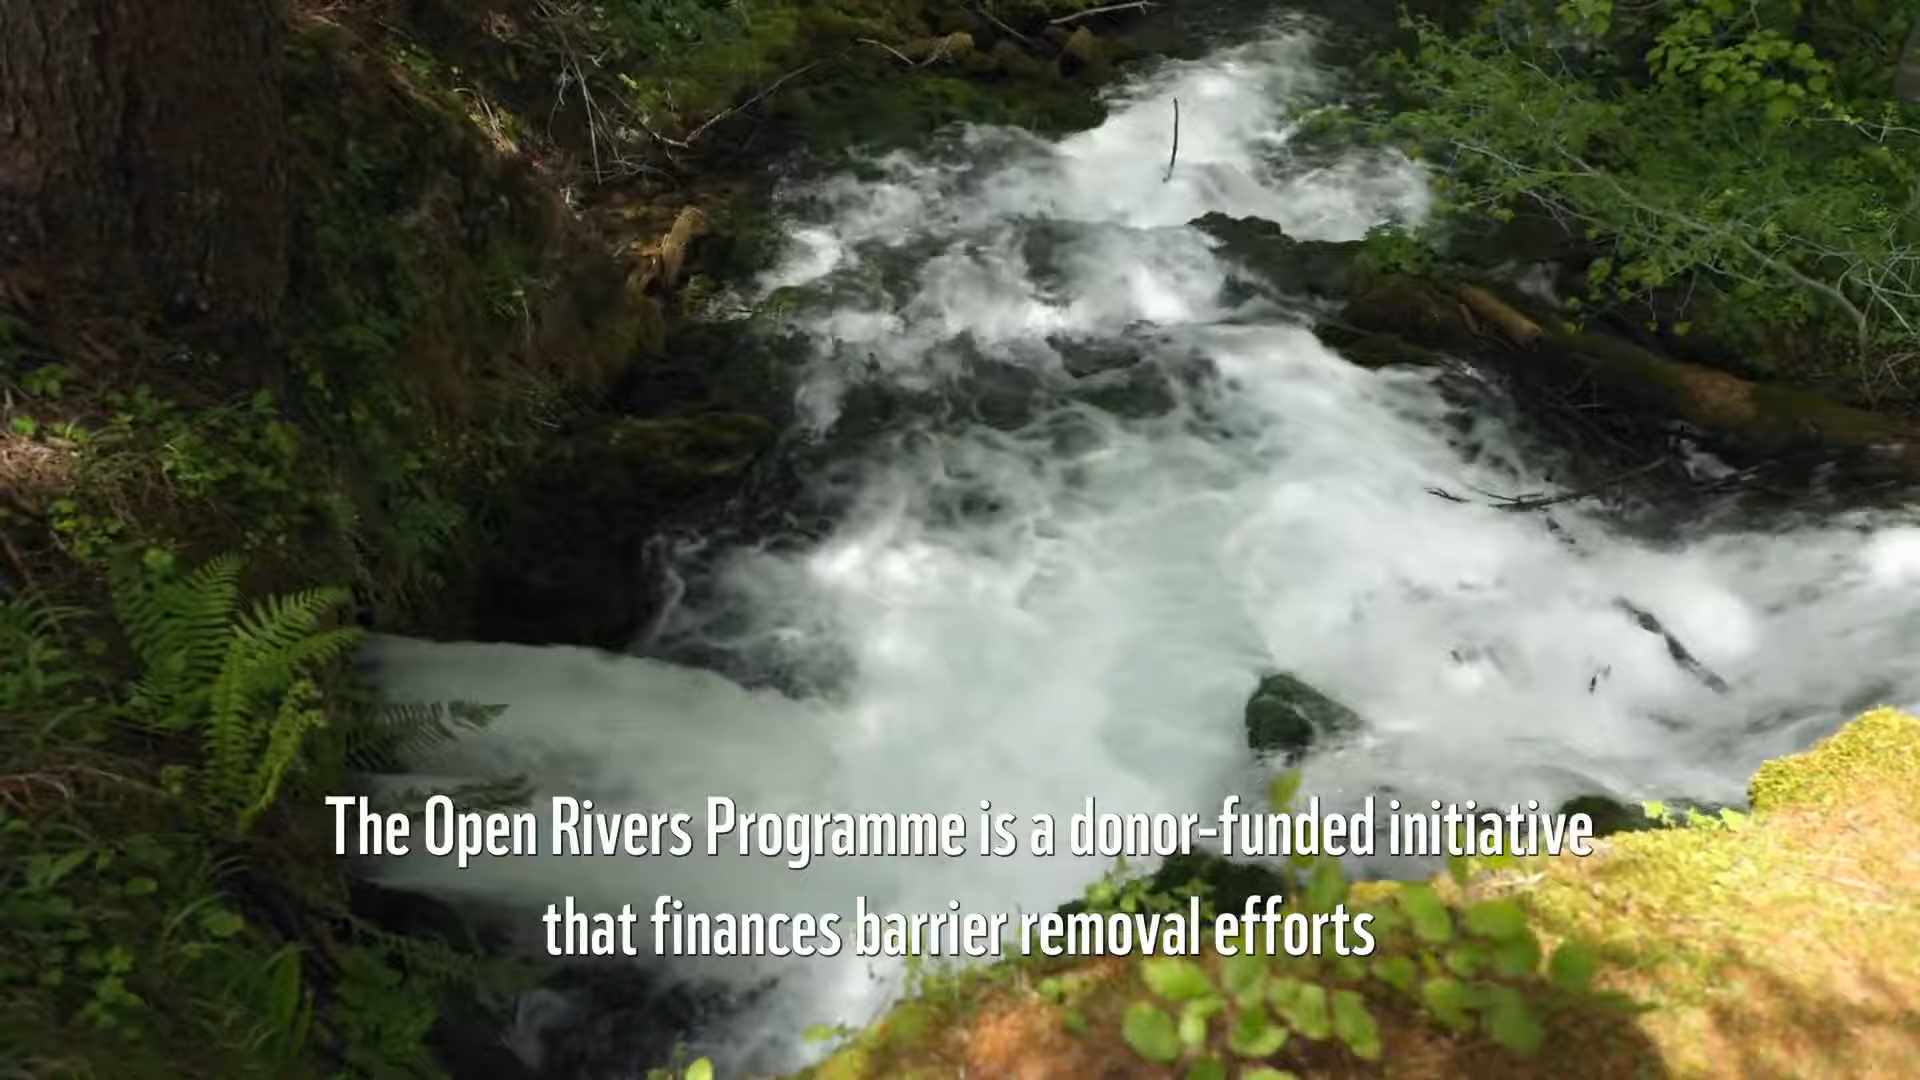 The Open Rivers Programme is a donor-funded initiative
that finances barrier removal efforts